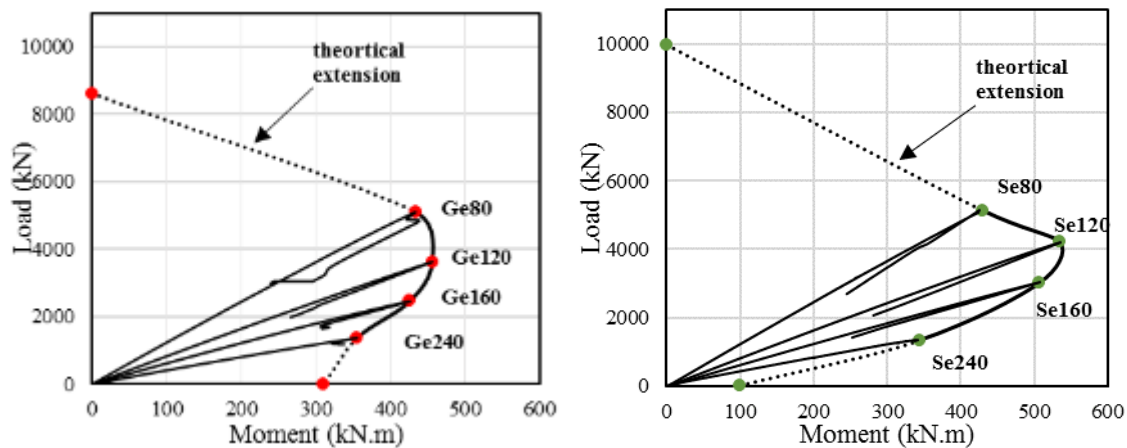 10000
8000
6000
4000
2000
0
Load (kN)
0 100 200 300 400 500 600
Moment (kN.m)
theortical
extension
Ge80
Ge120
Ge160
Ge240
10000
8000
6000
4000
2000
0
Load (kN)
0 100 200 300 400 500 600
Moment (kN.m)
theortical
extension
Se80
Se120
Se160
Se240